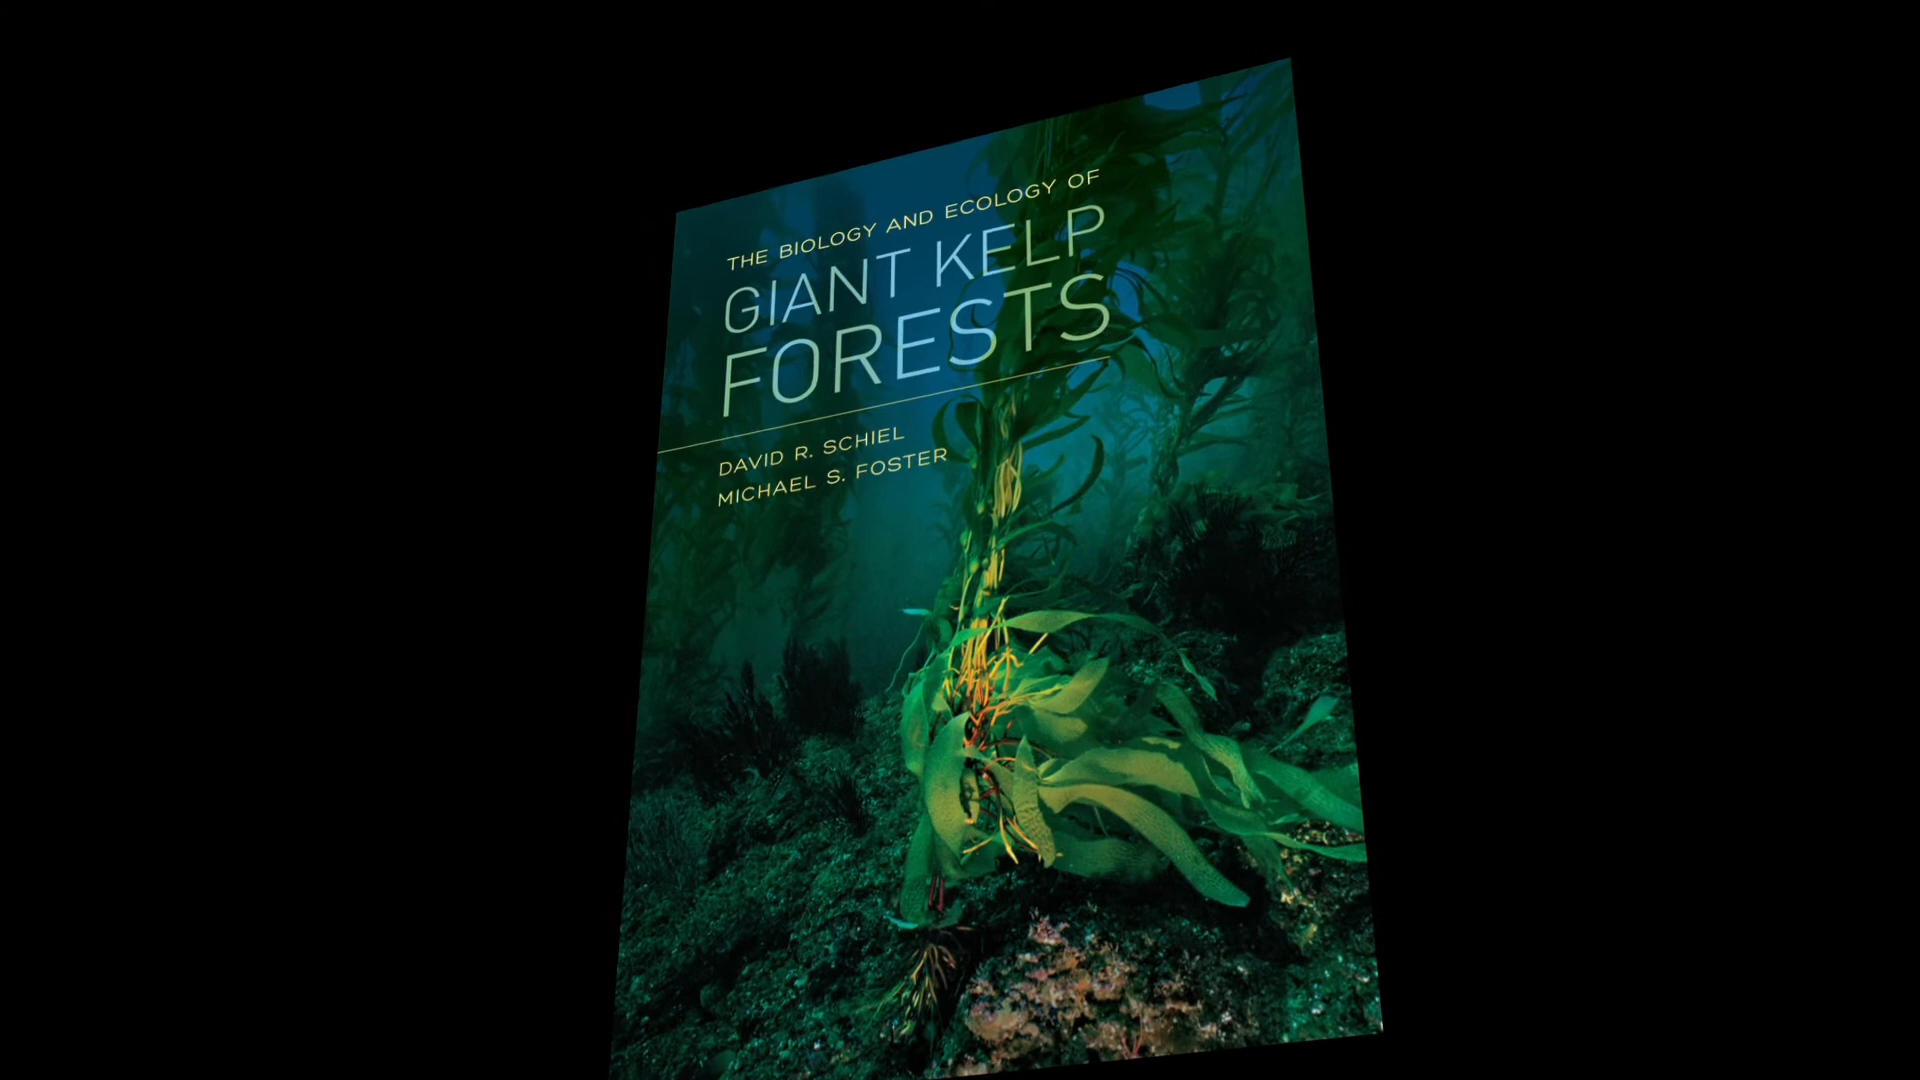 THE BIOLOGY AND ECOLOGY OF
GIANT KELP
FORESTS
DAVID R. SCHIEL
MICHAEL S. FOSTER